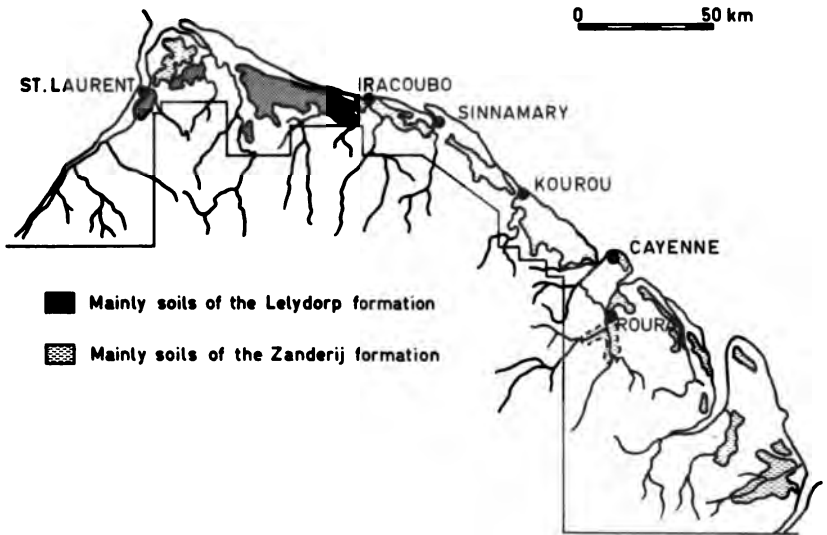 0 50 km
ST. LAURENT
IRACOUBO
SINNAMARY
KOUROU
CAYENNE
ROURA
Mainly soils of the Lelydorp formation
Mainly soils of the Zanderij formation